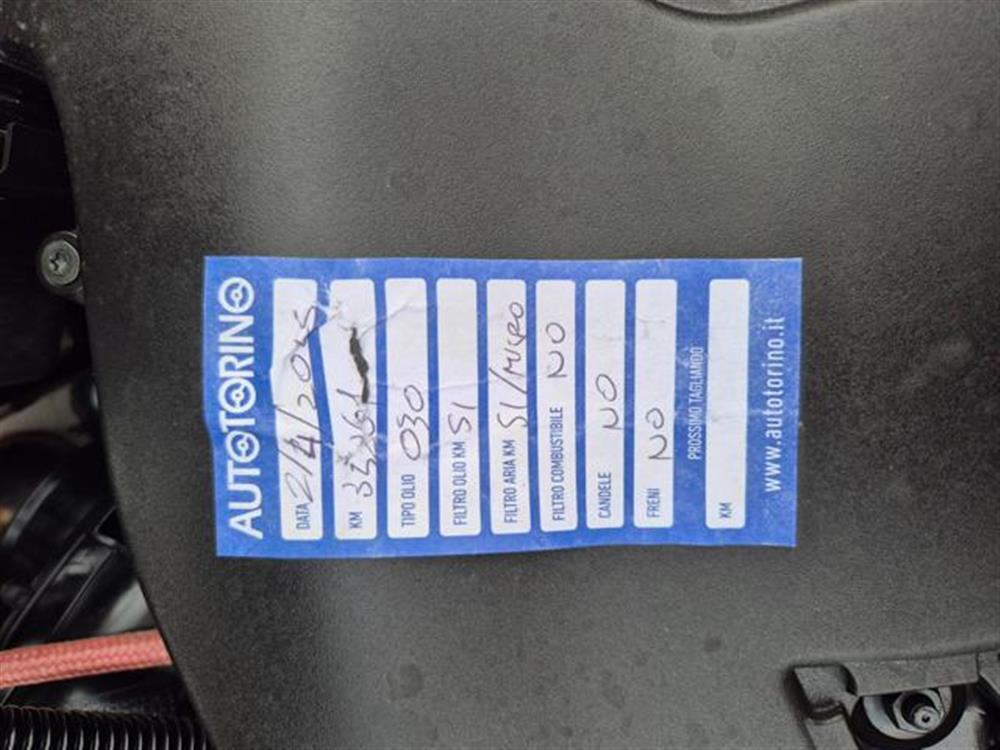 AUTOTORINO
DATA 2/4/2025
KM
TIPO OLIO 030
FILTRO OLIO KM SI
FILTRO ARIA KM SI/MICRO
FILTRO COMBUSTIBILE NO
CANDELE NO
FRENI NO
PROSSIMO TAGLIANDO
KM
www.autotorino.it